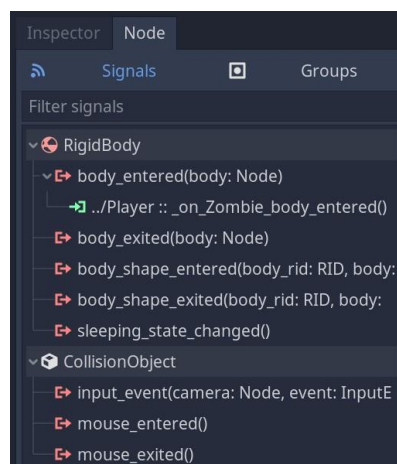 Inspector Node
Signals Groups
Filter signals
RigidBody
body_entered(body: Node)
../Player :: _on_Zombie_body_entered()
body_exited(body: Node)
body_shape_entered(body_rid: RID, body:
body_shape_exited(body_rid: RID, body:
sleeping_state_changed()
CollisionObject
input_event(camera: Node, event: InputE
mouse_entered()
mouse_exited()